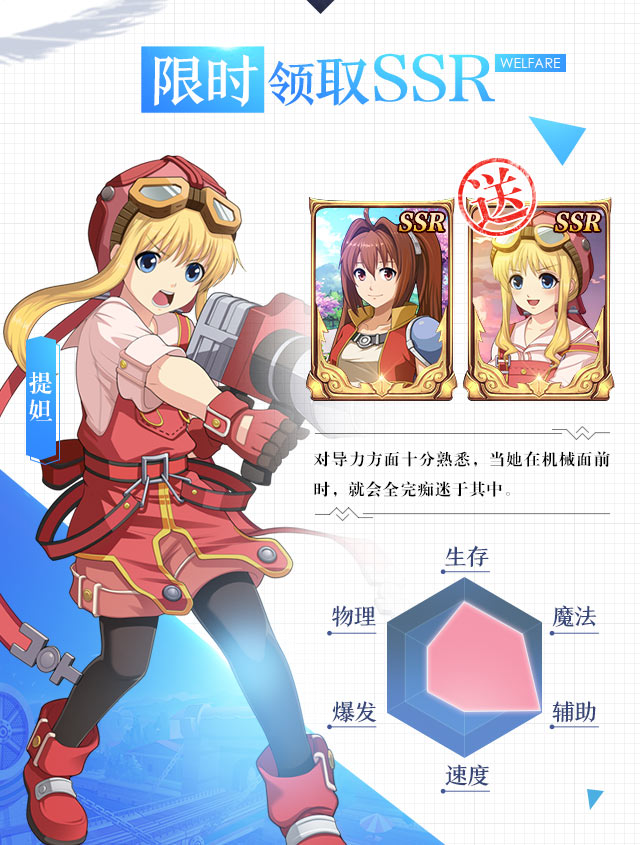 限时领取SSR
WELFARE
送
SSR
SSR
提妲
对导力方面十分熟悉，当她在机械面前
时，就会全完痴迷于其中。
生存
物理
魔法
爆发
辅助
速度